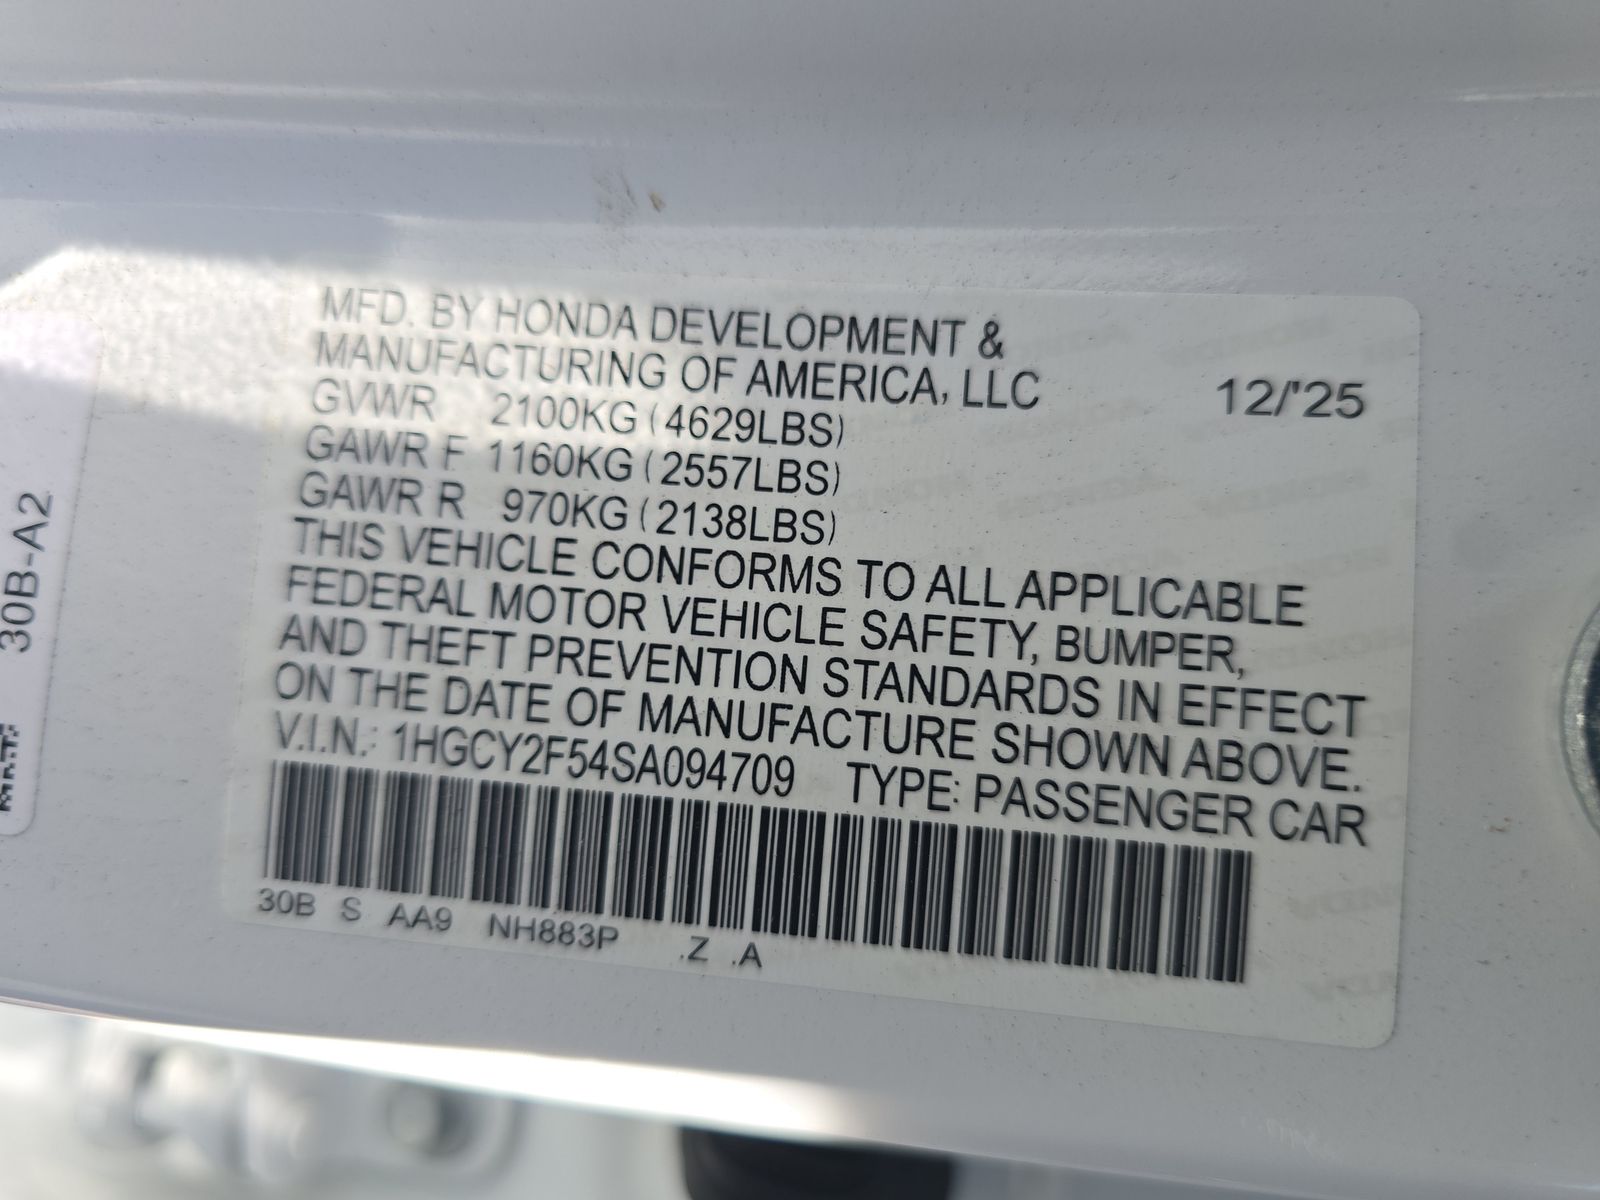 MFD. BY HONDA DEVELOPMENT &
MANUFACTURING OF AMERICA, LLC 12/'25
GVWR 2100KG (4629LBS)
GAWR F 1160KG (2557LBS)
GAWR R 970KG (2138LBS)
THIS VEHICLE CONFORMS TO ALL APPLICABLE
FEDERAL MOTOR VEHICLE SAFETY, BUMPER,
AND THEFT PREVENTION STANDARDS IN EFFECT
ON THE DATE OF MANUFACTURE SHOWN ABOVE.
V.I.N.: 1HGCY2F54SA094709 TYPE: PASSENGER CAR
30B S AA9 NH883P .Z .A
30B-A2